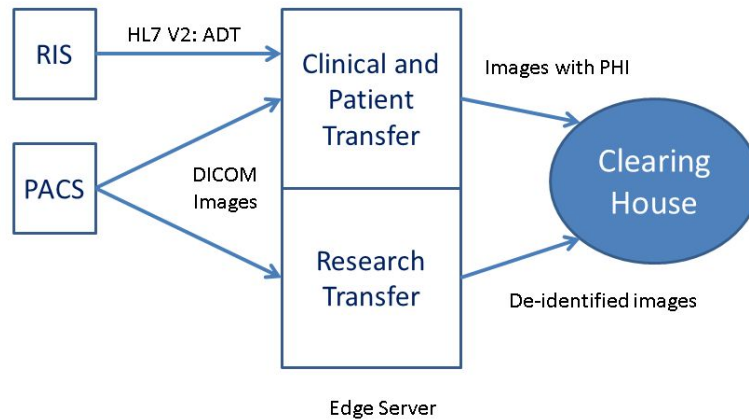 HL7 V2: ADT
RIS
Clinical and
Patient
Transfer
Images with PHI
PACS
DICOM
Images
Clearing
House
Research
Transfer
De-identified images
Edge Server